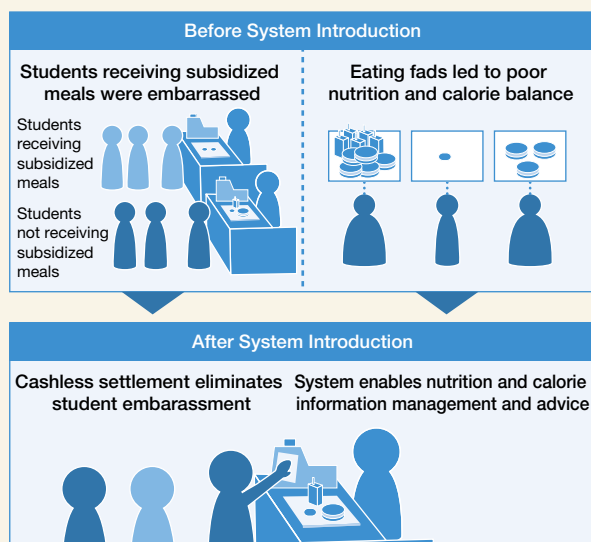 Before System Introduction
Students receiving subsidized
meals were embarrassed
Students
receiving
subsidized
meals
Students
not receiving
subsidized
meals
Eating fads led to poor
nutrition and calorie balance
After System Introduction
Cashless settlement eliminates
student embarassment
System enables nutrition and calorie
information management and advice